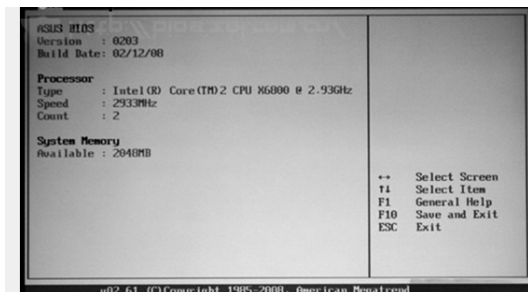 ASUS BIOS
Version : 0203
Build Date: 02/12/08
Processor
Type : Intel(R) Core(TM)2 CPU X6800 @ 2.93GHz
Speed : 2933MHz
Count : 2
System Memory
Available : 2048MB
↔ Select Screen
↑↓ Select Item
F1 General Help
F10 Save and Exit
ESC Exit
v02.61 (C)Copyright 1985-2008, American Megatrend